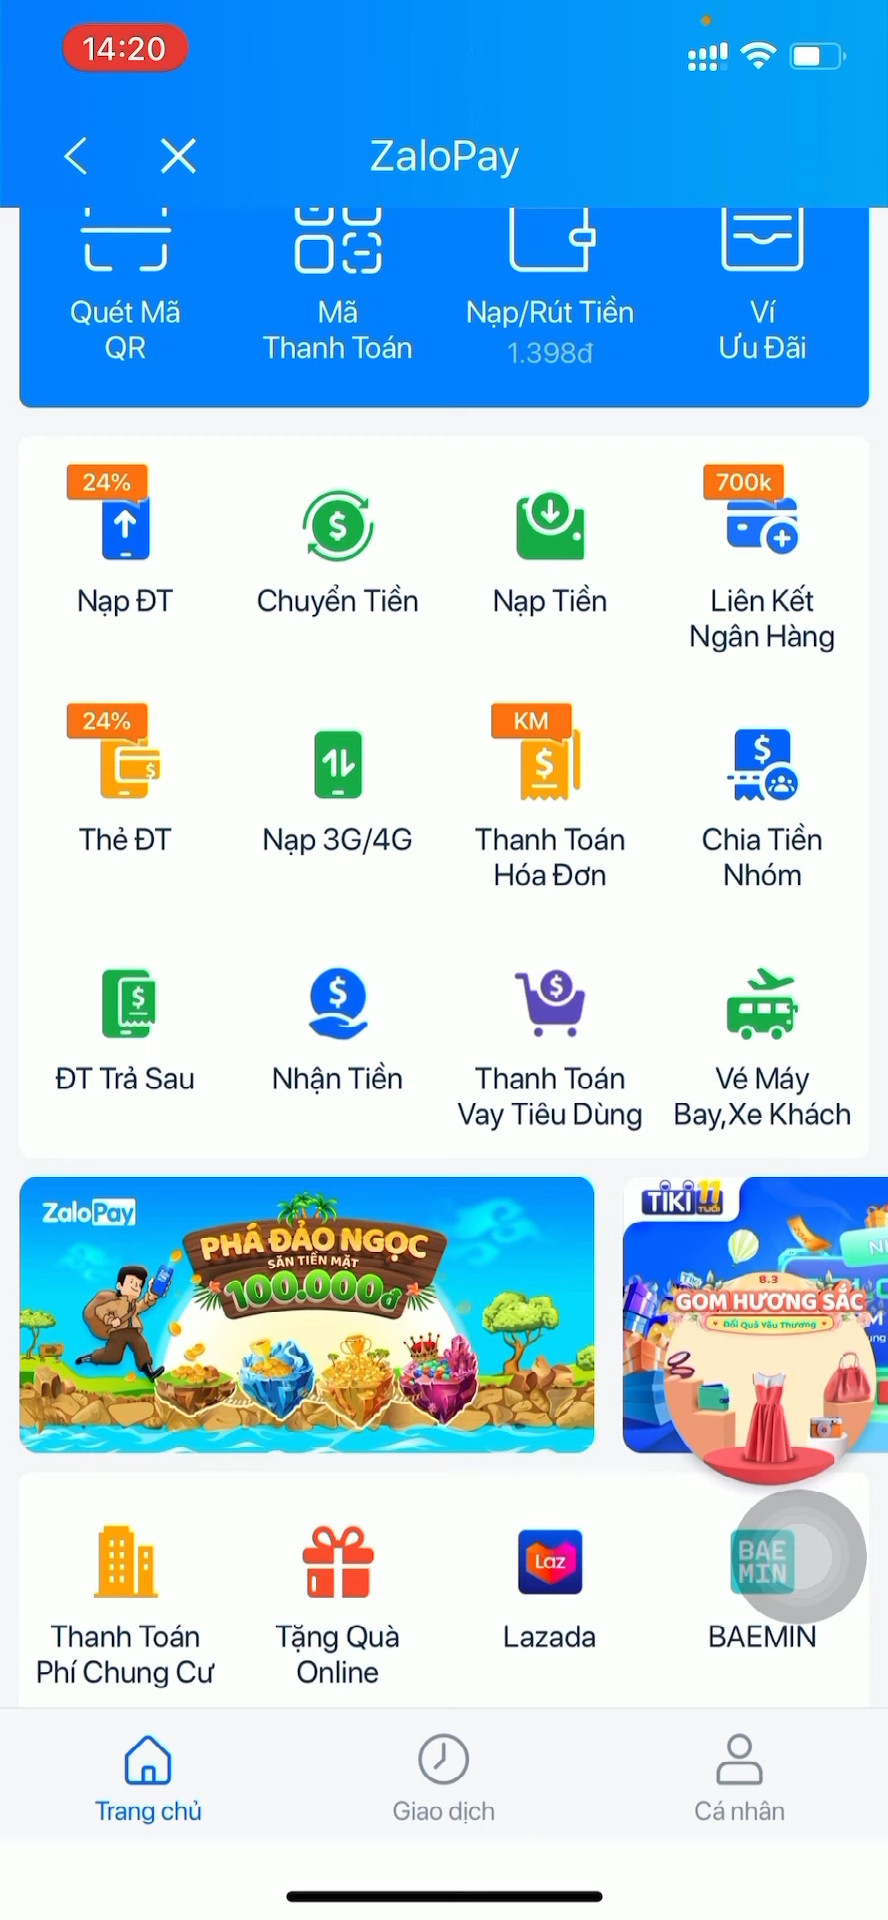 14:20
ZaloPay
Quét Mã
QR
Mã
Thanh Toán
Nạp/Rút Tiền
1.398đ
Ví
Ưu Đãi
24%
Nạp ĐT
Chuyển Tiền
Nạp Tiền
700k
Liên Kết
Ngân Hàng
24%
Thẻ ĐT
Nạp 3G/4G
KM
Thanh Toán
Hóa Đơn
Chia Tiền
Nhóm
ĐT Trả Sau
Nhận Tiền
Thanh Toán
Vay Tiêu Dùng
Vé Máy
Bay,Xe Khách
ZaloPay
PHÁ ĐẢO NGỌC
SĂN TIỀN MẶT
100.000đ
TIKI 11
TUỔI
8.3
GOM HƯƠNG SẮC
Đổi Quà Yêu Thương
Thanh Toán
Phí Chung Cư
Tặng Quà
Online
Laz
Lazada
BAE
MIN
BAEMIN
Trang chủ
Giao dịch
Cá nhân